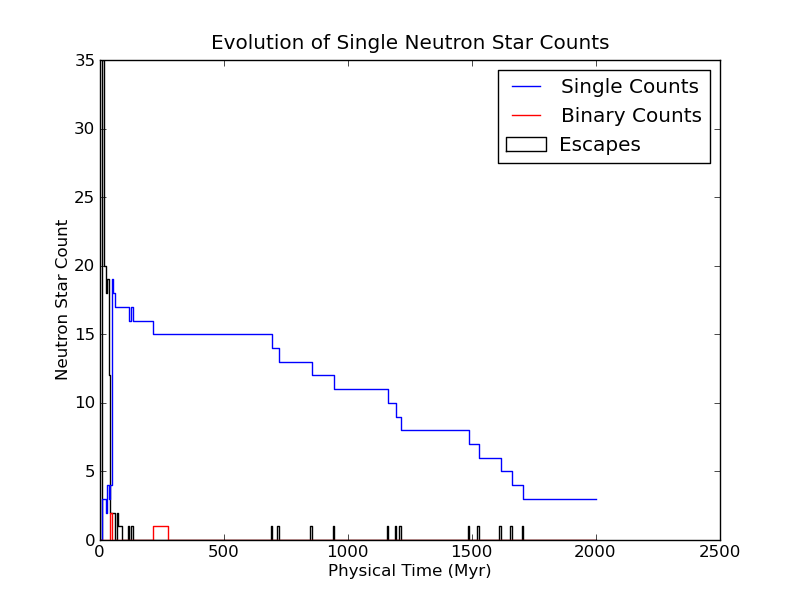 Evolution of Single Neutron Star Counts
35
30
25
20
15
10
5
0
Neutron Star Count
Single Counts
Binary Counts
Escapes
0 500 1000 1500 2000 2500
Physical Time (Myr)